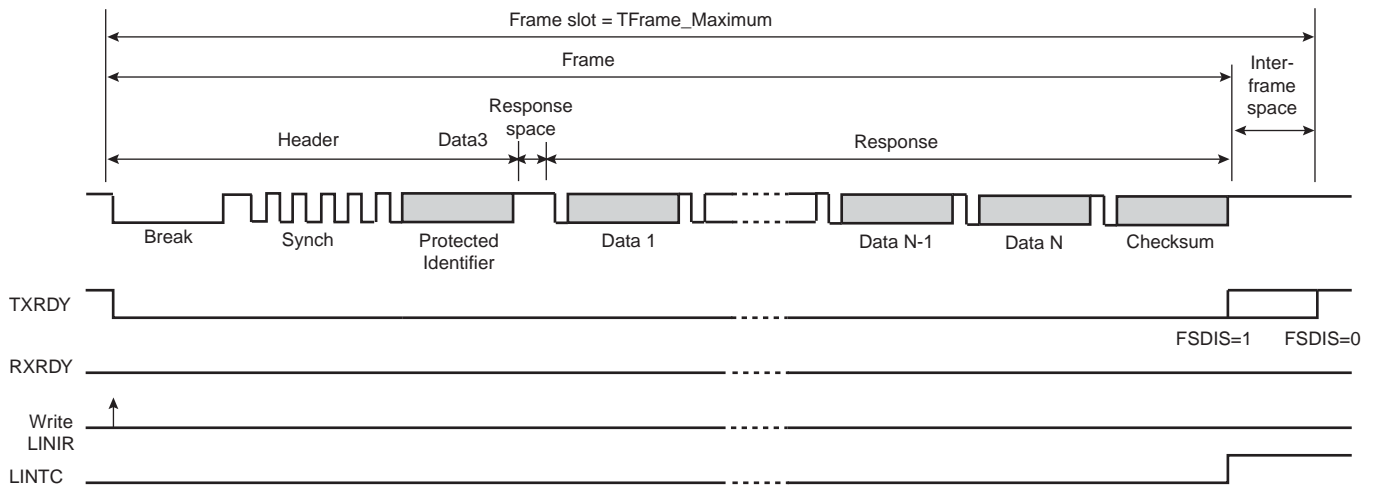 Frame slot = TFrame_Maximum
Frame
Inter-
frame
space
Response
space
Header
Data3
Response
Break
Synch
Protected
Identifier
Data 1
Data N-1
Data N
Checksum
TXRDY
FSDIS=1
FSDIS=0
RXRDY
Write
LINIR
LINTC